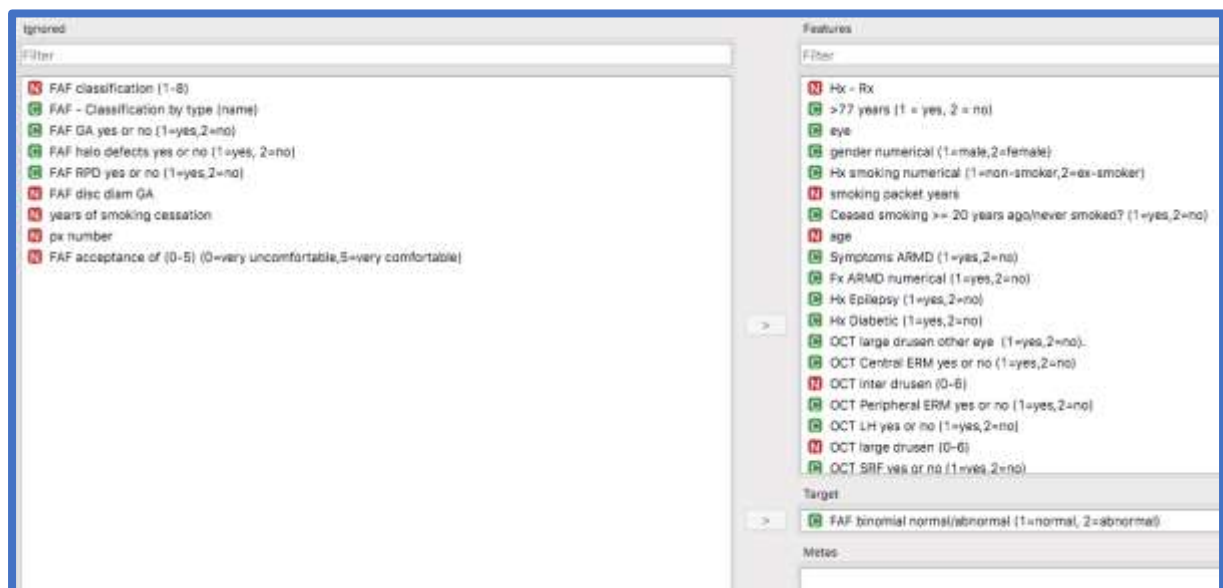 Ignored
Filter
N FAF classification (1-8)
C FAF - Classification by type (name)
C FAF GA yes or no (1=yes,2=no)
C FAF halo defects yes or no (1=yes, 2=no)
C FAF RPD yes or no (1=yes,2=no)
N FAF disc diam GA
N years of smoking cessation
N px number
N FAF acceptance of (0-5) (0=very uncomfortable,5=very comfortable)
>
>
Features
Filter
N Hx - Rx
C >77 years (1 = yes, 2 = no)
C eye
C gender numerical (1=male,2=female)
C Hx smoking numerical (1=non-smoker,2=ex-smoker)
N smoking packet years
C Ceased smoking >= 20 years ago/never smoked? (1=yes,2=no)
N age
C Symptoms ARMD (1=yes,2=no)
C Fx ARMD numerical (1=yes,2=no)
C Hx Epilepsy (1=yes,2=no)
C Hx Diabetic (1=yes,2=no)
C OCT large drusen other eye (1=yes,2=no).
C OCT Central ERM yes or no (1=yes,2=no)
N OCT inter drusen (0-6)
C OCT Peripheral ERM yes or no (1=yes,2=no)
C OCT LH yes or no (1=yes,2=no)
N OCT large drusen (0-6)
C OCT SRF yes or no (1=yes,2=no)
Target
C FAF binomial normal/abnormal (1=normal, 2=abnormal)
Metas